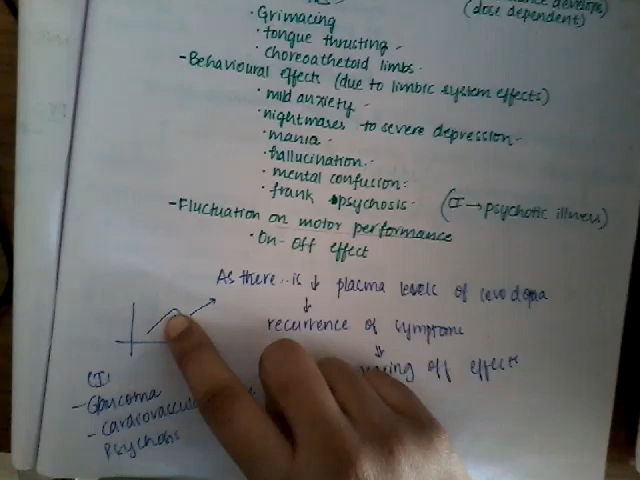 develops)
(dose dependent)
· Grimacing
· tongue thrusting.
· choreoathetoid limbs.
- Behavioural effects (due to limbic system effects)
· mild anxiety.
· nightmares to severe depression.
· mania.
· hallucination.
· mental confusion.
· frank psychosis. (CI → psychotic illness)
- Fluctuation on motor performance
· On-off effect
As there.. is ↓ plasma levels of levodopa
↓
recurrence of symptoms
⇓
off effects
CI
- Glaucoma
- cardiovascul
Psychosis